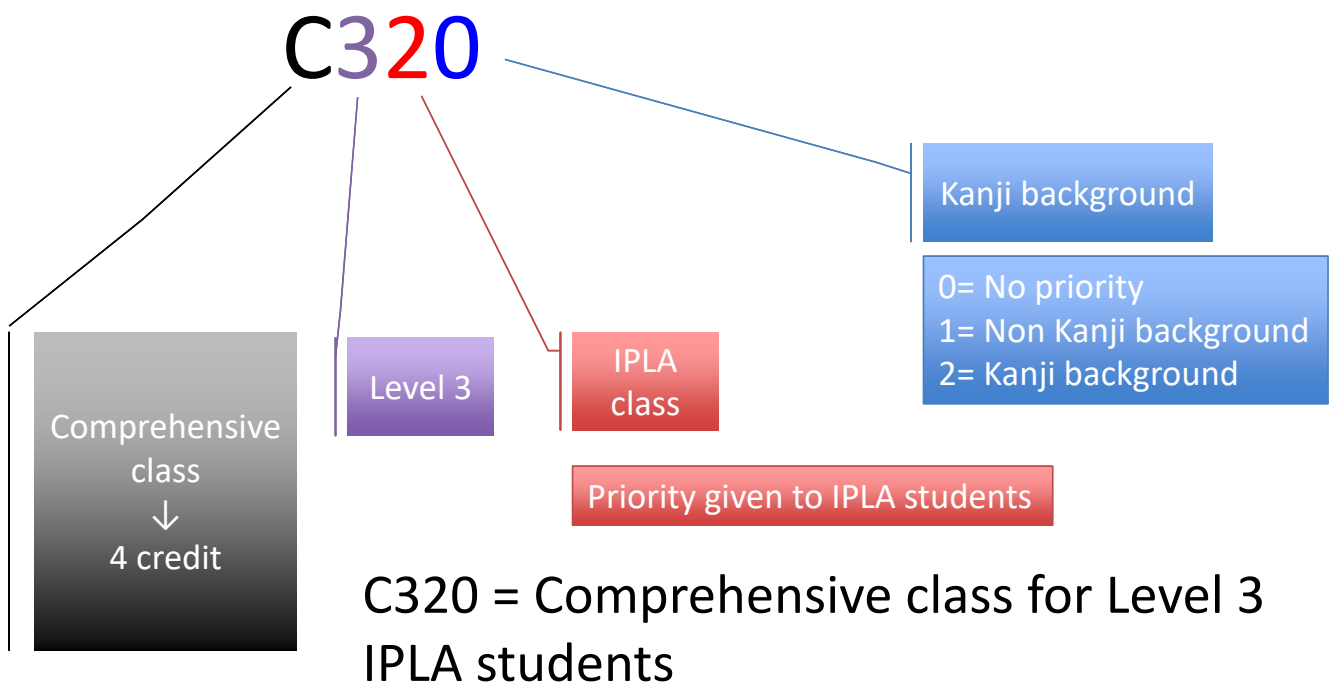 C320
Kanji background
0= No priority
1= Non Kanji background
2= Kanji background
Comprehensive
class
↓
4 credit
Level 3
IPLA
class
Priority given to IPLA students
C320 = Comprehensive class for Level 3
IPLA students